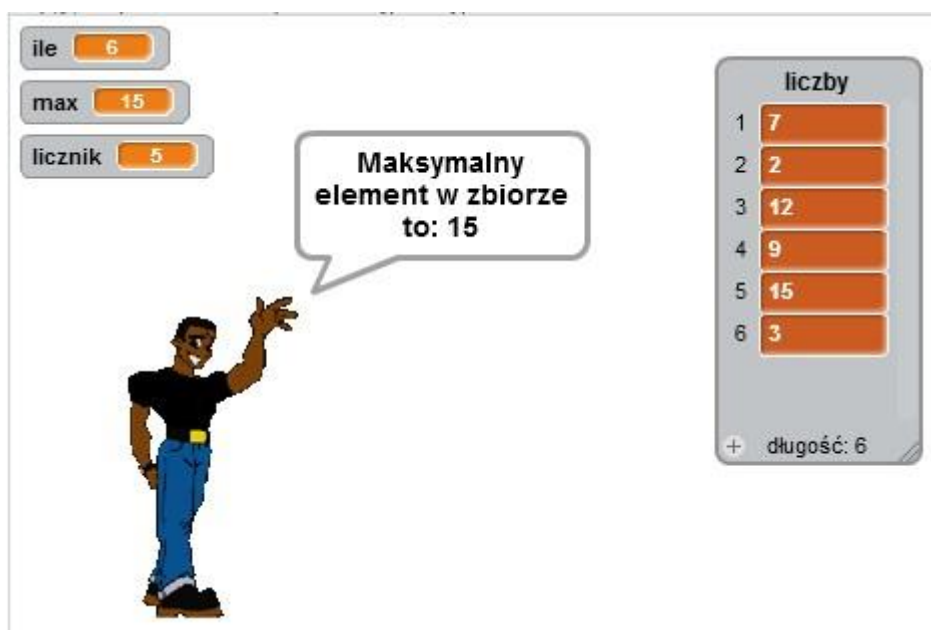 ile 6
max 15
licznik 5
Maksymalny
element w zbiorze
to: 15
liczby
1 7
2 2
3 12
4 9
5 15
6 3
+ długość: 6